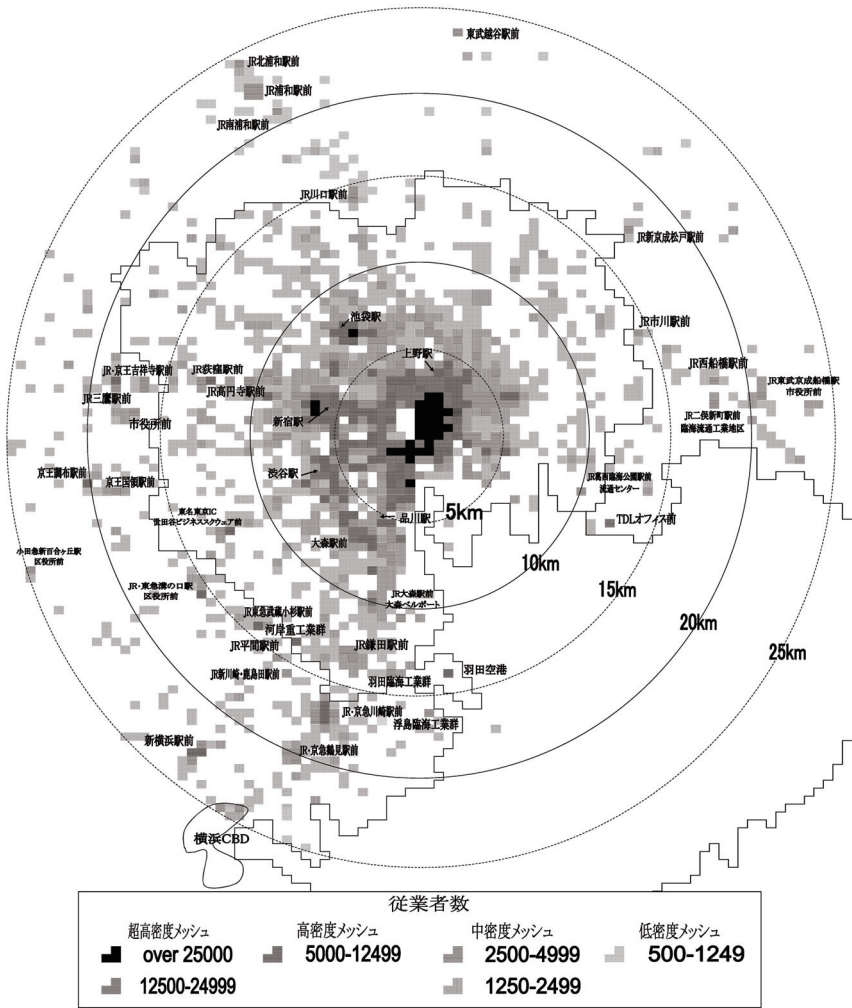 東武越谷駅前
JR北浦和駅前
JR浦和駅前
JR南浦和駅前
JR川口駅前
JR新京成松戸駅前
池袋駅
JR市川駅前
上野駅
JR・京王吉祥寺駅前
JR荻窪駅前
JR西船橋駅前
JR東武京成船橋駅
市役所前
JR三鷹駅前
JR高円寺駅前
新宿駅
市役所前
JR二俣新町駅前
臨海流通工業地区
京王調布駅前
京王国領駅前
渋谷駅
JR葛西臨海公園駅前
流通センター
東名東京IC
世田谷ビジネススクウェア前
品川駅
5km
TDLオフィス前
小田急新百合ヶ丘駅
区役所前
大森駅前
10km
JR・東急溝のロ駅
区役所前
JR大森駅前
大森ベルポート
15km
JR東急武蔵小杉駅前
河岸重工業群
20km
JR平間駅前
JR鎌田駅前
25km
JR新川崎・鹿島田駅前
羽田臨海工業群
羽田空港
JR・京急川崎駅前
浮島臨海工業群
新横浜駅前
JR・京急鶴見駅前
横浜CBD
従業者数
超高密度メッシュ 高密度メッシュ 中密度メッシュ 低密度メッシュ
over 25000 5000-12499 2500-4999 500-1249
12500-24999 1250-2499